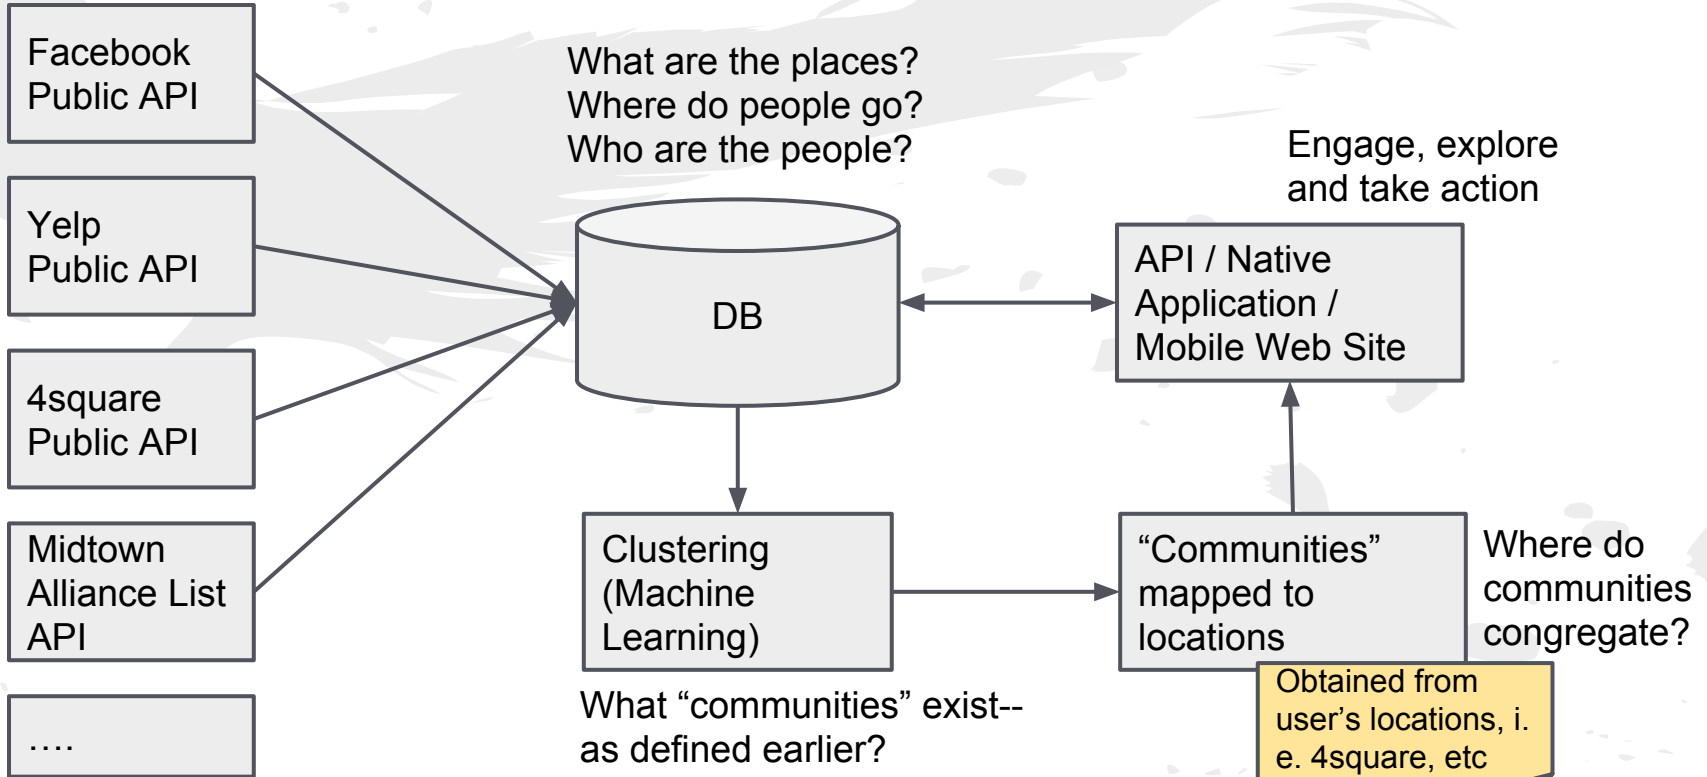 Facebook
Public API
Yelp
Public API
4square
Public API
Midtown
Alliance List
API
....
What are the places?
Where do people go?
Who are the people?
DB
Clustering
(Machine
Learning)
What “communities” exist--
as defined earlier?
Engage, explore
and take action
API / Native
Application /
Mobile Web Site
“Communities”
mapped to
locations
Where do
communities
congregate?
Obtained from
user’s locations, i.
e. 4square, etc